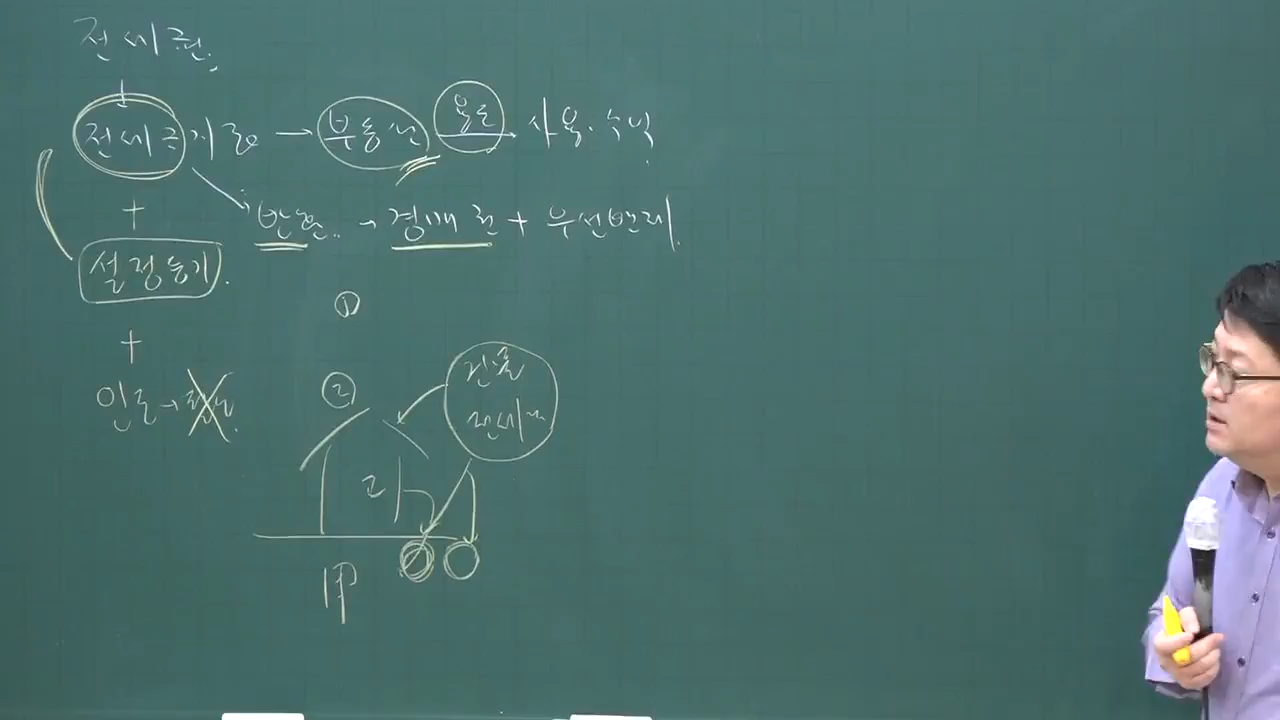 전세권.
전세금 지급 → 부동산 용도 → 사용·수익.
+ 반환.. → 경매권 + 우선변제.
설정등기.
①
+
인도 →
②
건물
전세권
乙
甲